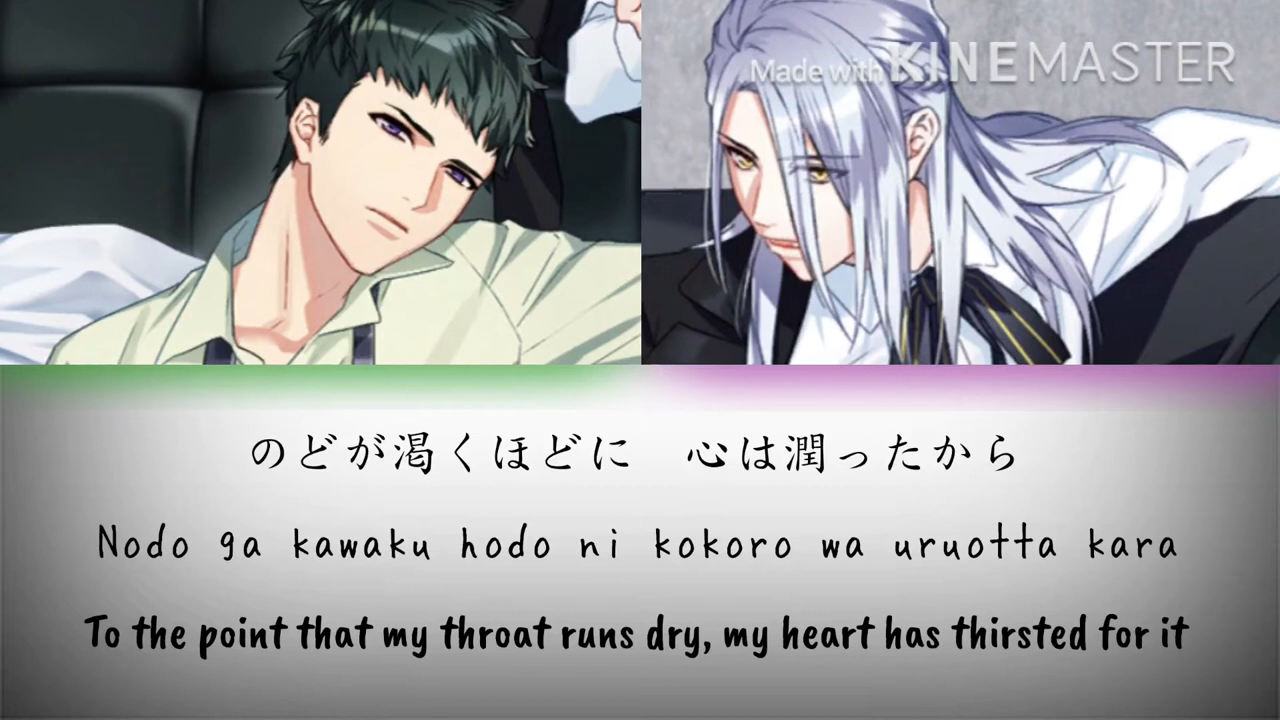 Made with KINEMASTER
のどが渇くほどに　心は潤ったから
Nodo ga kawaku hodo ni kokoro wa uruotta kara
To the point that my throat runs dry, my heart has thirsted for it